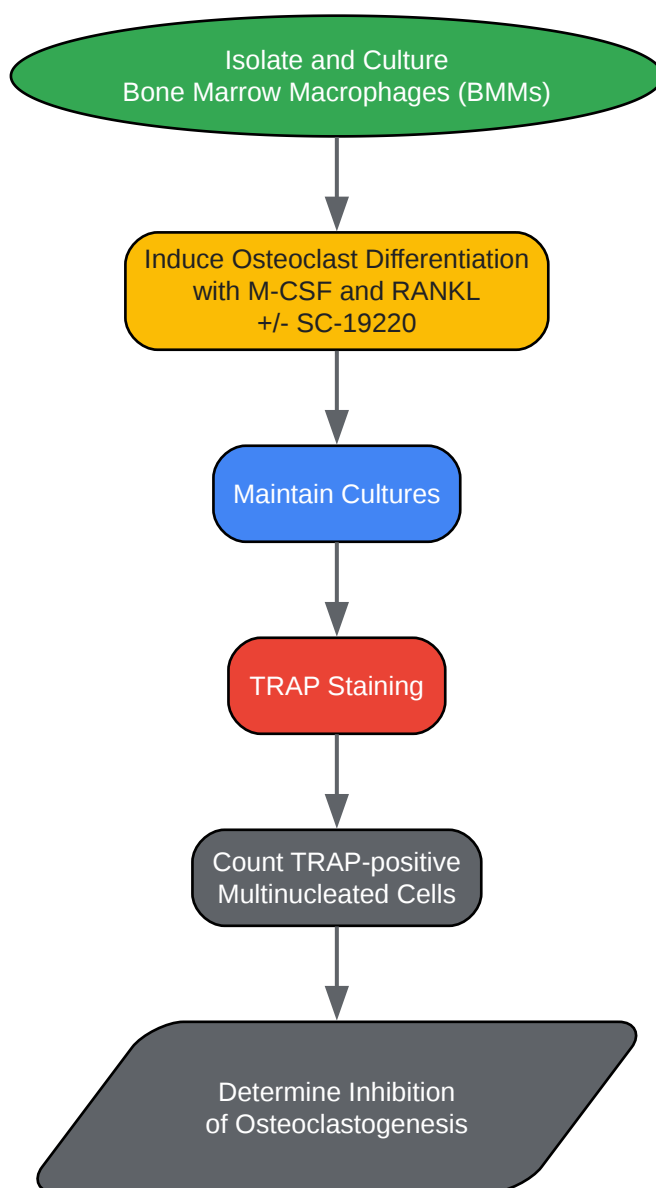 Isolate and Culture
Bone Marrow Macrophages (BMMs)
Induce Osteoclast Differentiation
with M-CSF and RANKL
+/- SC-19220
Maintain Cultures
TRAP Staining
Count TRAP-positive
Multinucleated Cells
Determine Inhibition
of Osteoclastogenesis